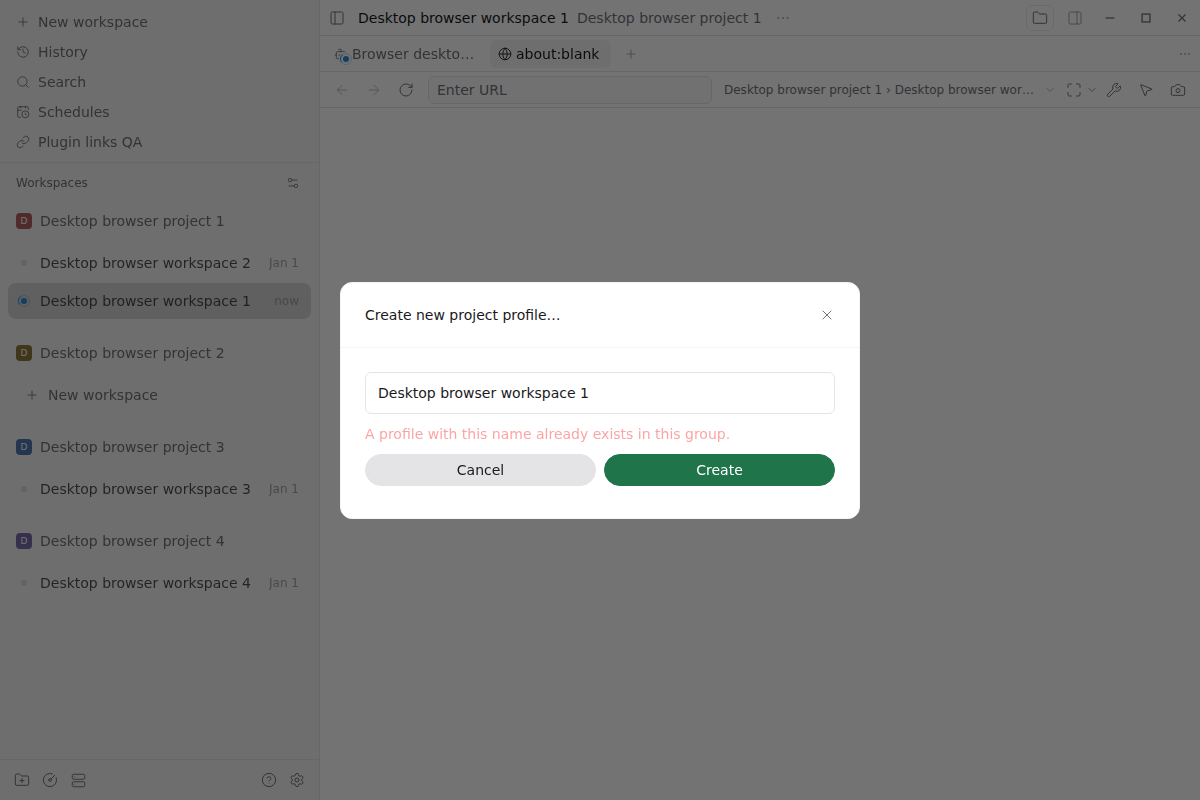 New workspace
History
Search
Schedules
Plugin links QA
Workspaces
D Desktop browser project 1
Desktop browser workspace 2 Jan 1
Desktop browser workspace 1 now
D Desktop browser project 2
New workspace
D Desktop browser project 3
Desktop browser workspace 3 Jan 1
D Desktop browser project 4
Desktop browser workspace 4 Jan 1
Desktop browser workspace 1 Desktop browser project 1
Browser deskto…
about:blank
Enter URL
Desktop browser project 1 › Desktop browser wor…
Create new project profile…
Desktop browser workspace 1
A profile with this name already exists in this group.
Cancel
Create